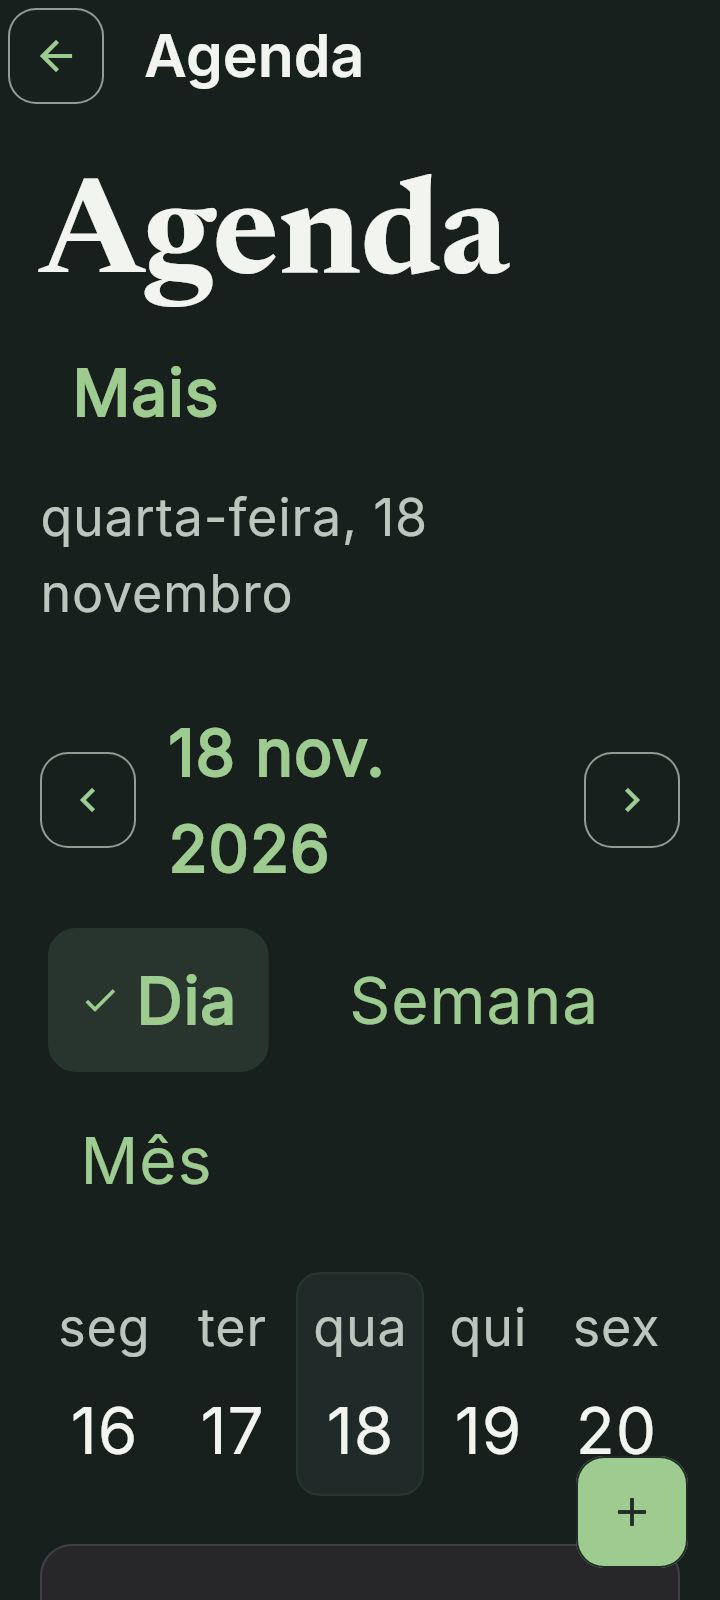 Agenda
Agenda
Mais
quarta-feira, 18
novembro
18 nov.
2026
Dia
Semana
Mês
seg ter qua qui sex
16 17 18 19 20